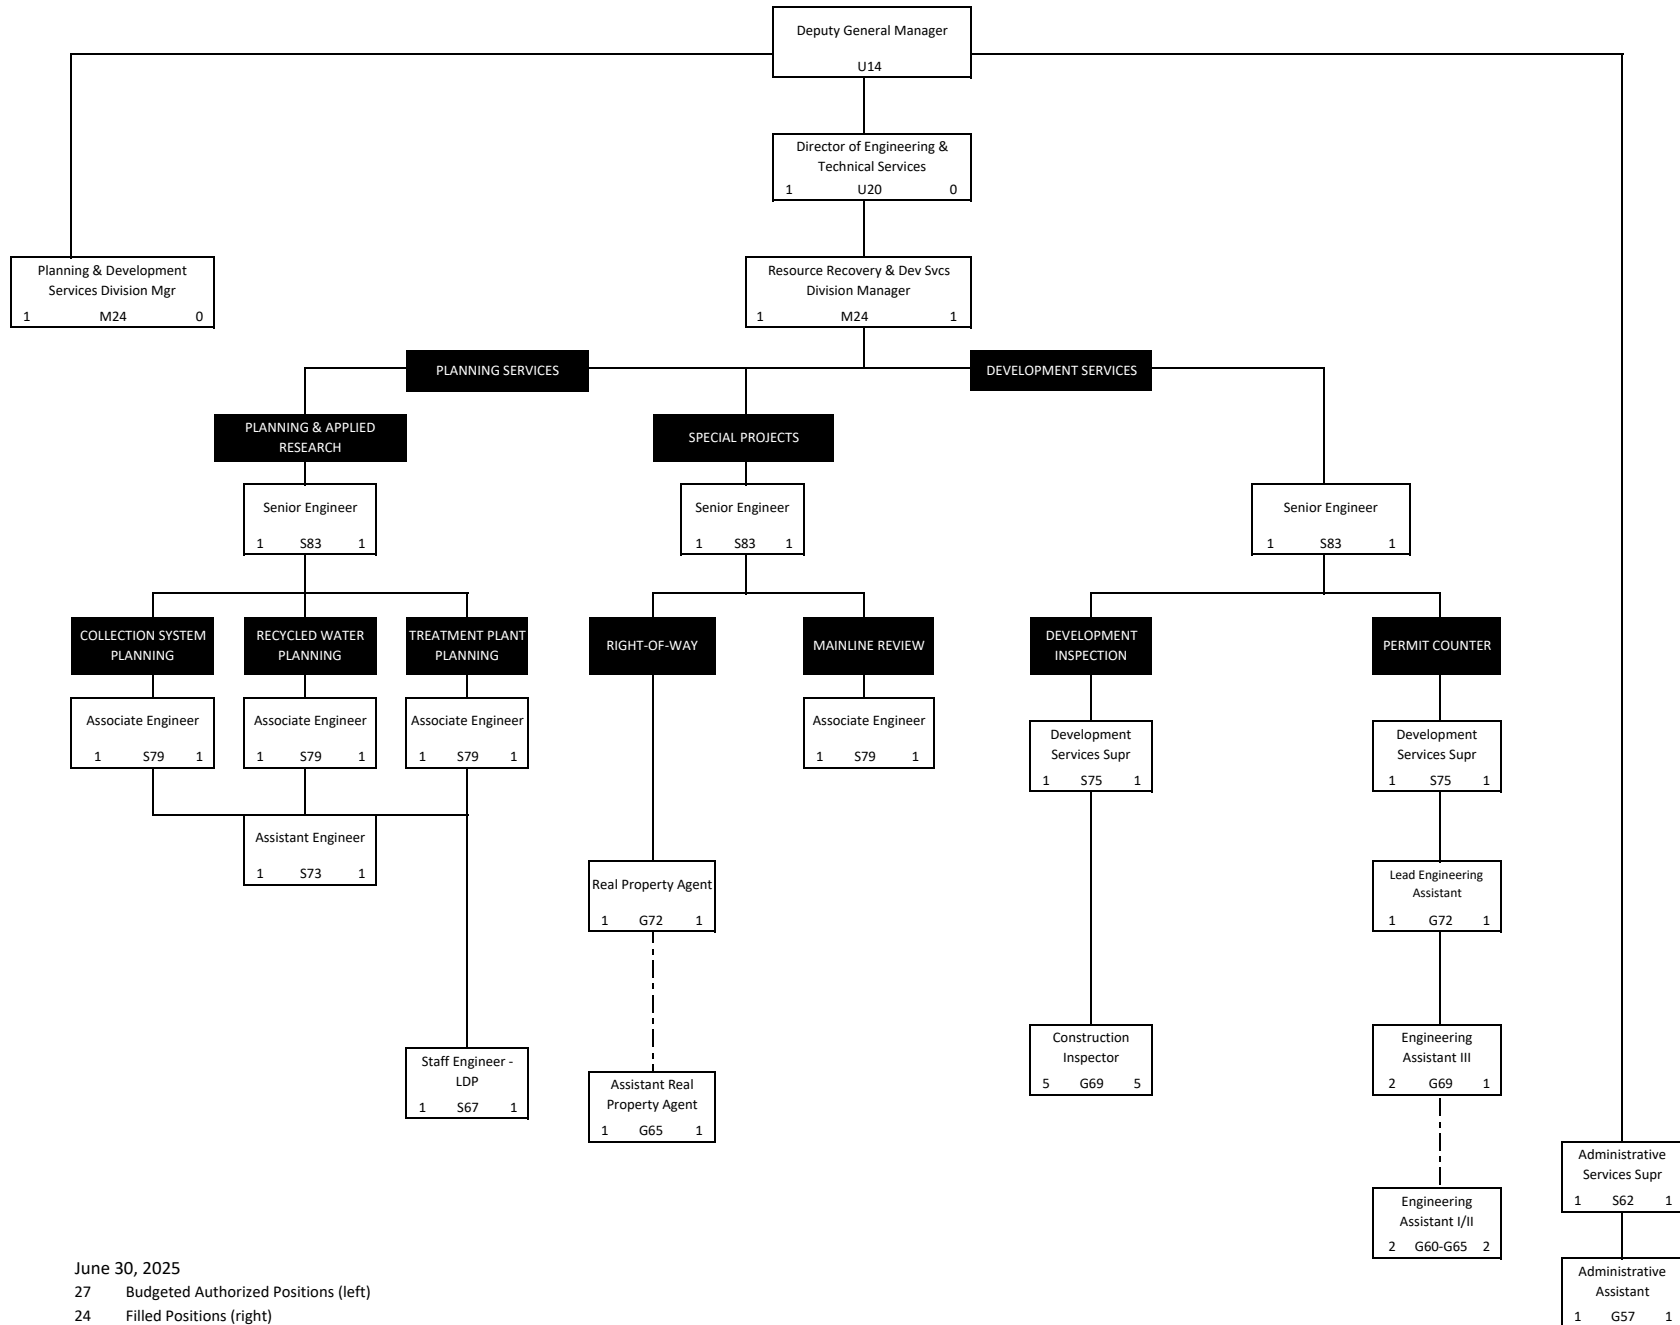 Deputy General Manager
U14
Director of Engineering &
Technical Services
1 U20 0
Planning & Development
Services Division Mgr
1 M24 0
Resource Recovery & Dev Svcs
Division Manager
1 M24 1
PLANNING SERVICES
DEVELOPMENT SERVICES
PLANNING & APPLIED
RESEARCH
SPECIAL PROJECTS
Senior Engineer
1 S83 1
Senior Engineer
1 S83 1
Senior Engineer
1 S83 1
COLLECTION SYSTEM
PLANNING
RECYCLED WATER
PLANNING
TREATMENT PLANT
PLANNING
RIGHT-OF-WAY
MAINLINE REVIEW
DEVELOPMENT
INSPECTION
PERMIT COUNTER
Associate Engineer
1 S79 1
Associate Engineer
1 S79 1
Associate Engineer
1 S79 1
Associate Engineer
1 S79 1
Development
Services Supr
1 S75 1
Development
Services Supr
1 S75 1
Assistant Engineer
1 S73 1
Real Property Agent
1 G72 1
Lead Engineering
Assistant
1 G72 1
Staff Engineer -
LDP
1 S67 1
Assistant Real
Property Agent
1 G65 1
Construction
Inspector
5 G69 5
Engineering
Assistant III
2 G69 1
Engineering
Assistant I/II
2 G60-G65 2
Administrative
Services Supr
1 S62 1
Administrative
Assistant
1 G57 1
June 30, 2025
27 Budgeted Authorized Positions (left)
24 Filled Positions (right)